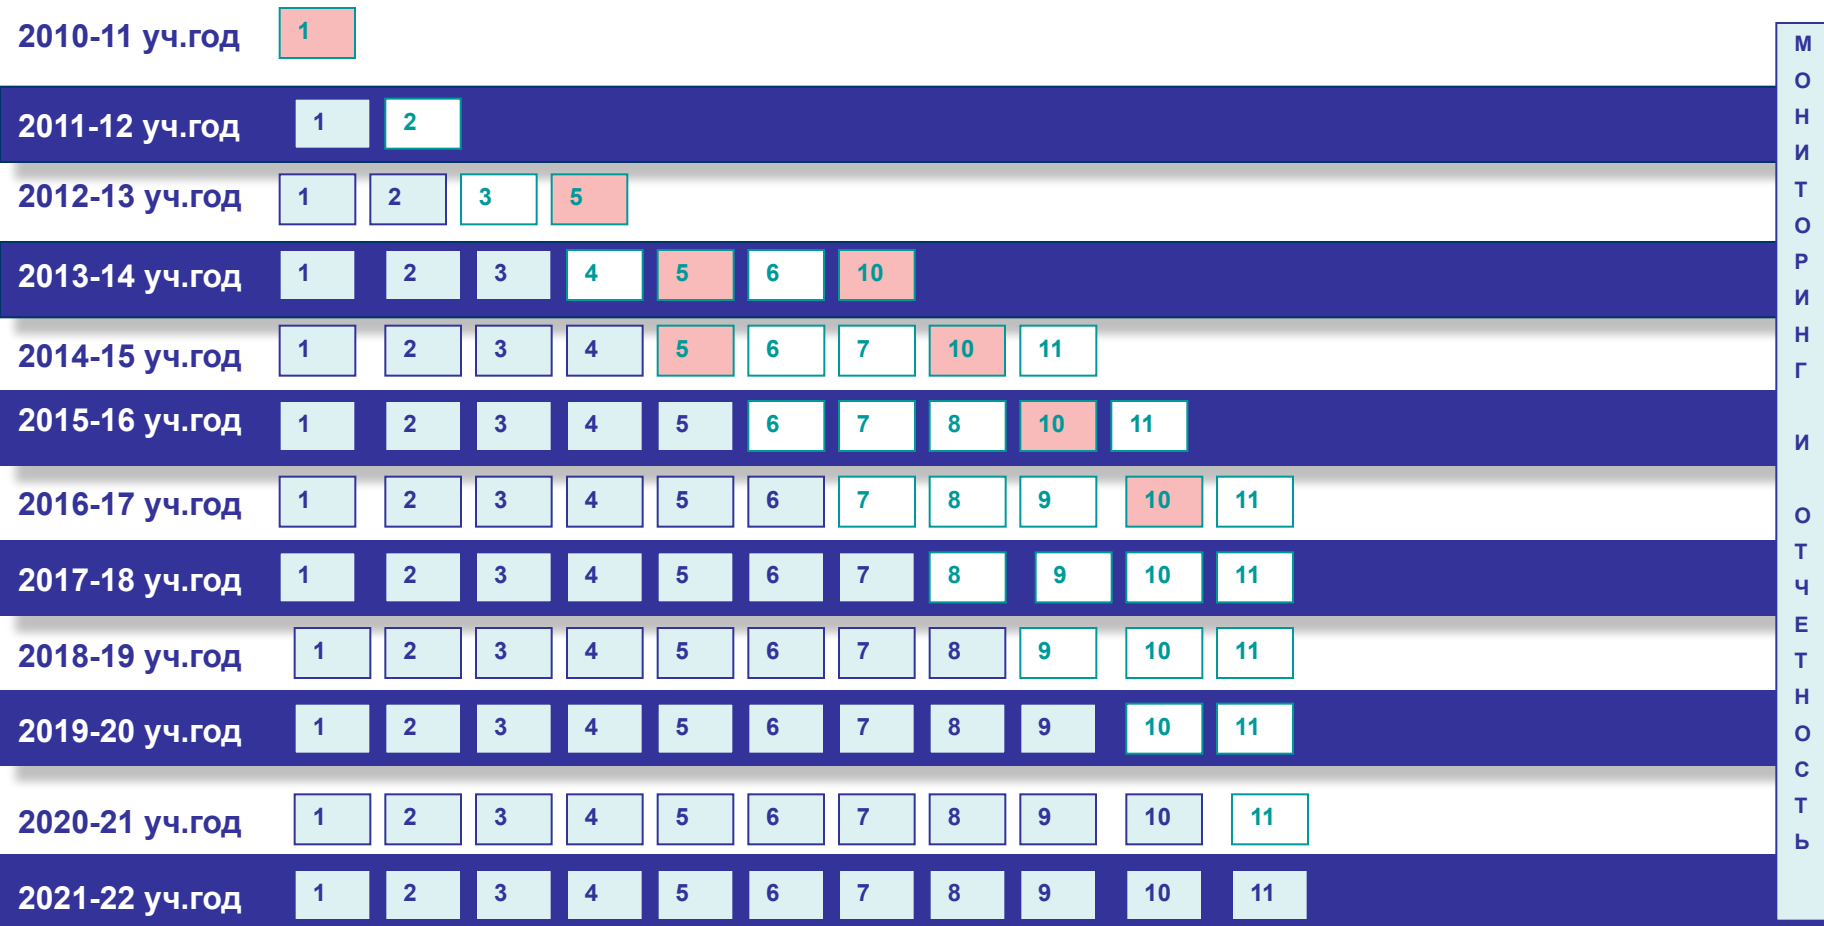 2010-11 уч.год 1
2011-12 уч.год 1 2
2012-13 уч.год 1 2 3 5
2013-14 уч.год 1 2 3 4 5 6 10
2014-15 уч.год 1 2 3 4 5 6 7 10 11
2015-16 уч.год 1 2 3 4 5 6 7 8 10 11
2016-17 уч.год 1 2 3 4 5 6 7 8 9 10 11
2017-18 уч.год 1 2 3 4 5 6 7 8 9 10 11
2018-19 уч.год 1 2 3 4 5 6 7 8 9 10 11
2019-20 уч.год 1 2 3 4 5 6 7 8 9 10 11
2020-21 уч.год 1 2 3 4 5 6 7 8 9 10 11
2021-22 уч.год 1 2 3 4 5 6 7 8 9 10 11
МОНИТОРИНГ И ОТЧЕТНОСТЬ